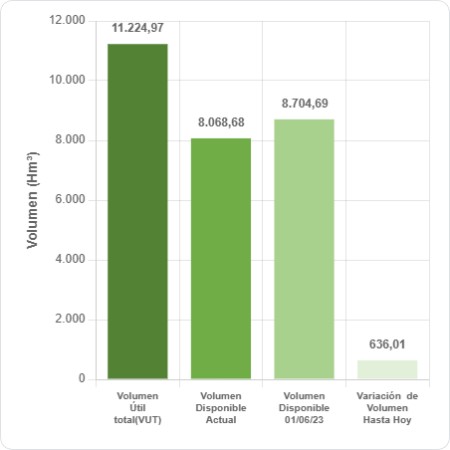 12.000
11.224,97
10.000
8.704,69
8.068,68
8.000
Volumen (Hm³)
6.000
4.000
2.000
636,01
0
Volumen
Útil
total(VUT)
Volumen
Disponible
Actual
Volumen
Disponible
01/06/23
Variación de
Volumen
Hasta Hoy